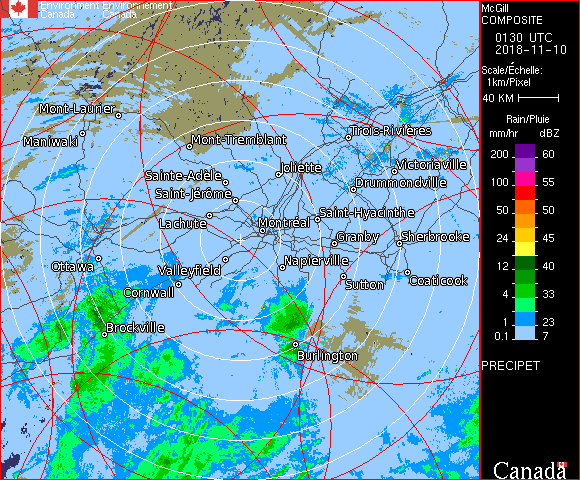 Environment Environnement
Canada Canada
McGill
COMPOSITE
0130 UTC
2018-11-10
Scale/Échelle:
1km/Pixel
40 KM
Rain/Pluie
mm/hr dBZ
200 60
100 55
50 50
24 45
12 40
4 33
1 23
0.1 7
PRECIPET
Canada
Mont-Laurier
Maniwaki
Mont-Tremblant
Trois-Rivières
Joliette
Victoriaville
Sainte-Adèle
Drummondville
Saint-Jérôme
Saint-Hyacinthe
Lachute
Montréal
Granby
Sherbrooke
Ottawa
Valleyfield
Napierville
Cornwall
Sutton
Coaticook
Brockville
Burlington